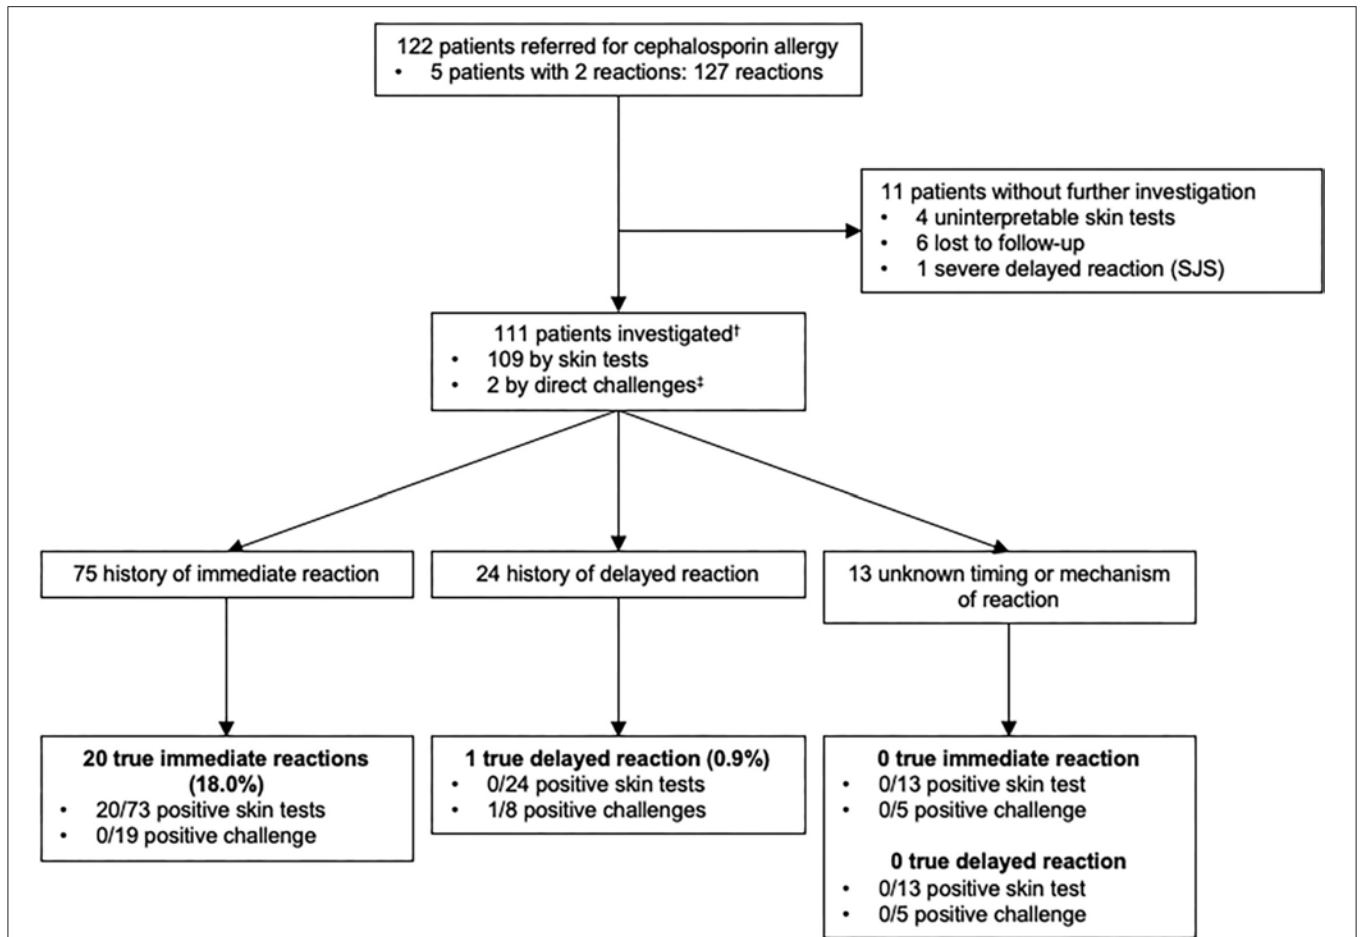 122 patients referred for cephalosporin allergy
• 5 patients with 2 reactions: 127 reactions
11 patients without further investigation
• 4 uninterpretable skin tests
• 6 lost to follow-up
• 1 severe delayed reaction (SJS)
111 patients investigated†
• 109 by skin tests
• 2 by direct challenges‡
75 history of immediate reaction
24 history of delayed reaction
13 unknown timing or mechanism
of reaction
20 true immediate reactions
(18.0%)
• 20/73 positive skin tests
• 0/19 positive challenge
1 true delayed reaction (0.9%)
• 0/24 positive skin tests
• 1/8 positive challenges
0 true immediate reaction
• 0/13 positive skin test
• 0/5 positive challenge
0 true delayed reaction
• 0/13 positive skin test
• 0/5 positive challenge